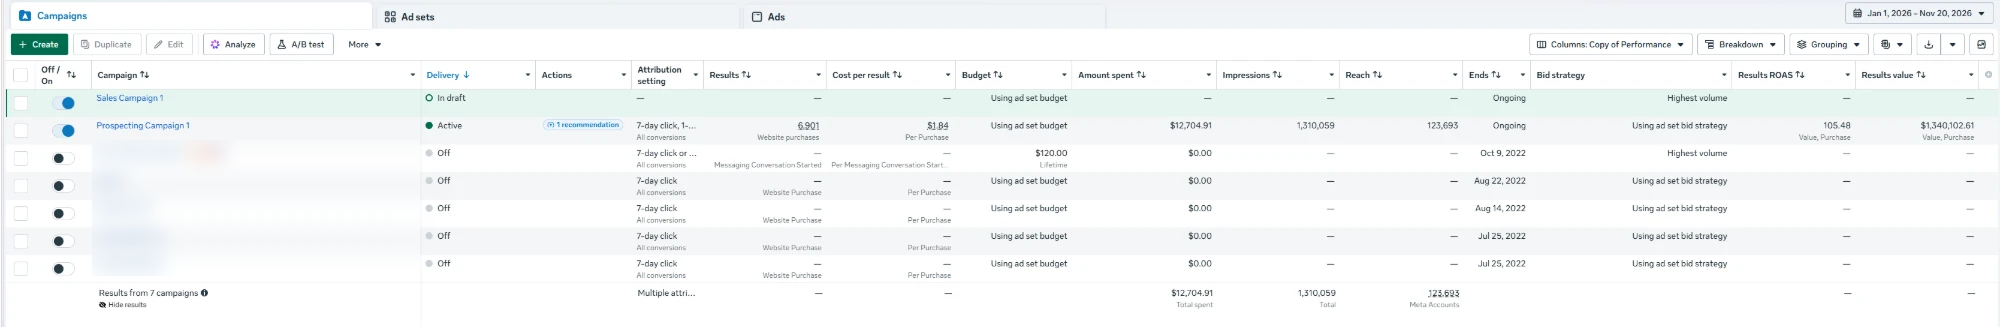 Campaigns
Ad sets
Ads
Jan 1, 2026 – Nov 20, 2026
+ Create
Duplicate
Edit
Analyze
A/B test
More
Columns: Copy of Performance
Breakdown
Grouping
Off / On
Campaign
Delivery ↓
Actions
Attribution setting
Results
Cost per result
Budget
Amount spent
Impressions
Reach
Ends
Bid strategy
Results ROAS
Results value
Sales Campaign 1 In draft — — — Using ad set budget — — — Ongoing Highest volume — —
Prospecting Campaign 1 Active 1 recommendation 7-day click, 1-... 6,901 $1.84 Using ad set budget $12,704.91 1,310,059 123,693 Ongoing Using ad set bid strategy 105.48 $1,340,102.61
All conversions Website purchases Per Purchase Value, Purchase Value, Purchase
Off 7-day click or ... — — $120.00 $0.00 — — Oct 9, 2022 Highest volume — —
All conversions Messaging Conversation Started Per Messaging Conversation Start... Lifetime
Off 7-day click — — Using ad set budget $0.00 — — Aug 22, 2022 Using ad set bid strategy — —
All conversions Website Purchase Per Purchase
Off 7-day click — — Using ad set budget $0.00 — — Aug 14, 2022 Using ad set bid strategy — —
All conversions Website Purchase Per Purchase
Off 7-day click — — Using ad set budget $0.00 — — Jul 25, 2022 Using ad set bid strategy — —
All conversions Website Purchase Per Purchase
Off 7-day click — — Using ad set budget $0.00 — — Jul 25, 2022 Using ad set bid strategy — —
All conversions Website Purchase Per Purchase
Results from 7 campaigns Multiple attri... — — $12,704.91 1,310,059 123,693 — —
Hide results Total spent Total Meta Accounts